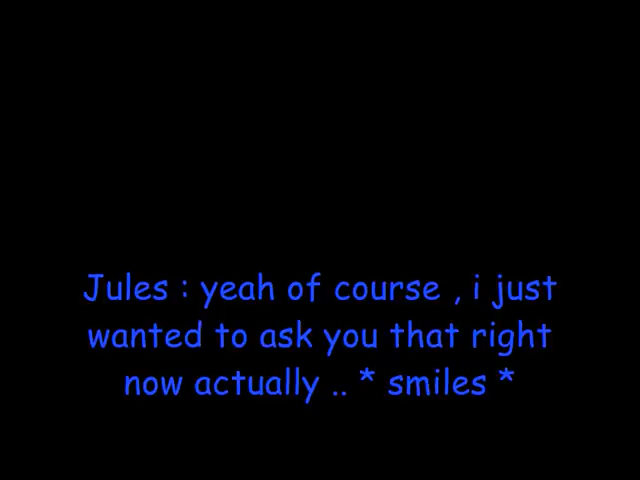 Jules : yeah of course , i just
wanted to ask you that right
now actually .. * smiles *